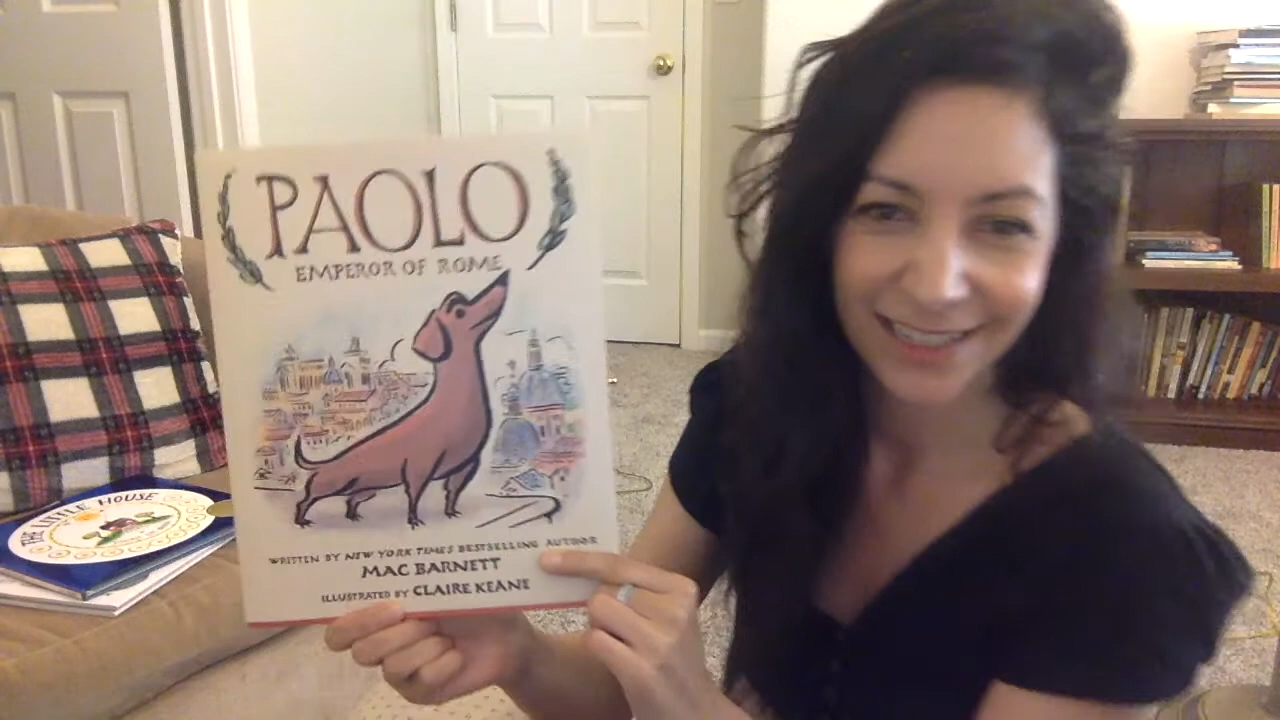 PAOLO
EMPEROR OF ROME
WRITTEN BY NEW YORK TIMES BESTSELLING AUTHOR
MAC BARNETT
ILLUSTRATED BY CLAIRE KEANE
THE LITTLE HOUSE